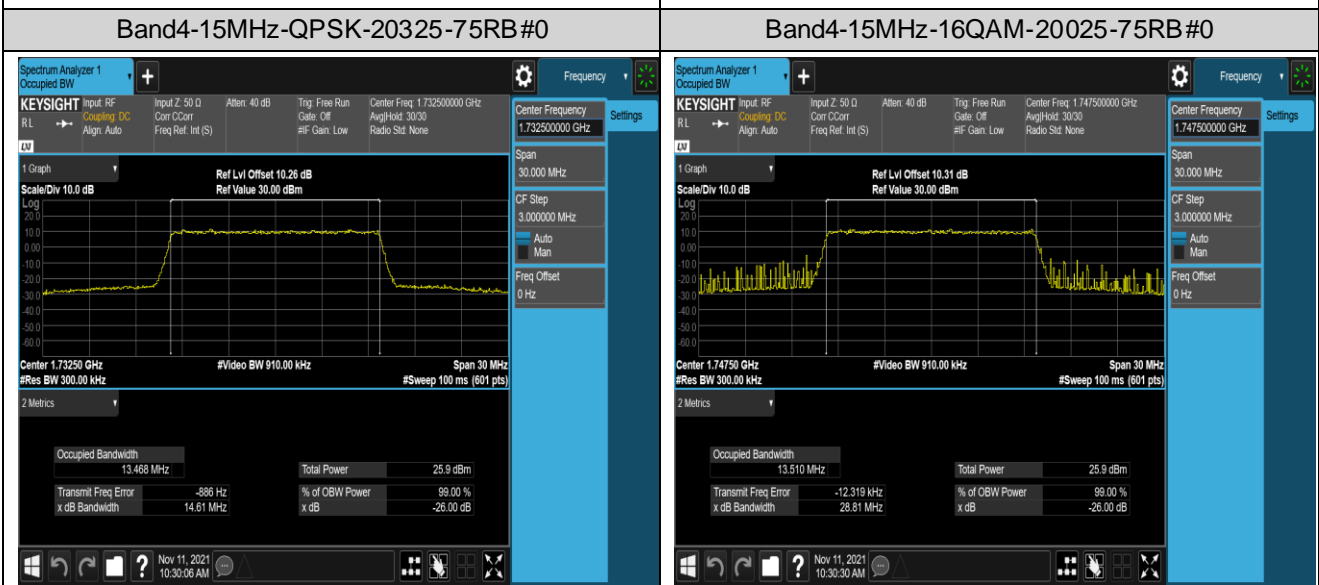 Band4-15MHz-QPSK-20325-75RB#0
Spectrum Analyzer 1
Occupied BW
Frequency
KEYSIGHT
RL
Input: RF
Coupling: DC
Align: Auto
Input Z: 50 Ω
Corr CCorr
Freq Ref: Int (S)
Atten: 40 dB
Trig: Free Run
Gate: Off
#IF Gain: Low
Center Freq: 1.732500000 GHz
Avg|Hold: 30/30
Radio Std: None
LXI
Center Frequency
1.732500000 GHz
Settings
Span
30.000 MHz
CF Step
3.000000 MHz
Auto
Man
Freq Offset
0 Hz
1 Graph
Ref Lvl Offset 10.26 dB
Scale/Div 10.0 dB
Ref Value 30.00 dBm
Log
20.0
10.0
0.00
-10.0
-20.0
-30.0
-40.0
-50.0
-60.0
Center 1.73250 GHz
#Video BW 910.00 kHz
Span 30 MHz
#Res BW 300.00 kHz
#Sweep 100 ms (601 pts)
2 Metrics
Occupied Bandwidth
13.468 MHz
Total Power 25.9 dBm
Transmit Freq Error -886 Hz
% of OBW Power 99.00 %
x dB Bandwidth 14.61 MHz
x dB -26.00 dB
?
Nov 11, 2021
10:30:06 AM
Band4-15MHz-16QAM-20025-75RB#0
Spectrum Analyzer 1
Occupied BW
Frequency
KEYSIGHT
RL
Input: RF
Coupling: DC
Align: Auto
Input Z: 50 Ω
Corr CCorr
Freq Ref: Int (S)
Atten: 40 dB
Trig: Free Run
Gate: Off
#IF Gain: Low
Center Freq: 1.747500000 GHz
Avg|Hold: 30/30
Radio Std: None
LXI
Center Frequency
1.747500000 GHz
Settings
Span
30.000 MHz
CF Step
3.000000 MHz
Auto
Man
Freq Offset
0 Hz
1 Graph
Ref Lvl Offset 10.31 dB
Scale/Div 10.0 dB
Ref Value 30.00 dBm
Log
20.0
10.0
0.00
-10.0
-20.0
-30.0
-40.0
-50.0
-60.0
Center 1.74750 GHz
#Video BW 910.00 kHz
Span 30 MHz
#Res BW 300.00 kHz
#Sweep 100 ms (601 pts)
2 Metrics
Occupied Bandwidth
13.510 MHz
Total Power 25.9 dBm
Transmit Freq Error -12.319 kHz
% of OBW Power 99.00 %
x dB Bandwidth 28.81 MHz
x dB -26.00 dB
?
Nov 11, 2021
10:30:30 AM